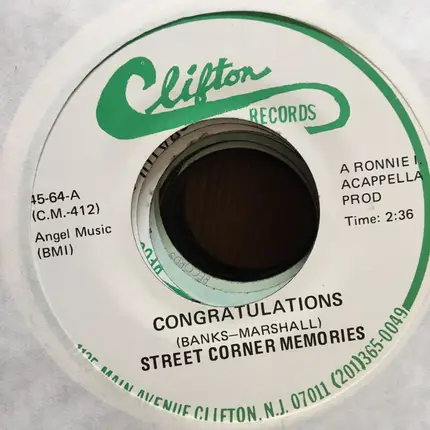 Clifton
RECORDS
45-64-A
(C.M.-412)
Angel Music
(BMI)
A RONNIE I.
ACAPPELLA
PROD
Time: 2:36
CONGRATULATIONS
(BANKS-MARSHALL)
STREET CORNER MEMORIES
1135 MAIN AVENUE CLIFTON, N.J. 07011 (201)365-0049